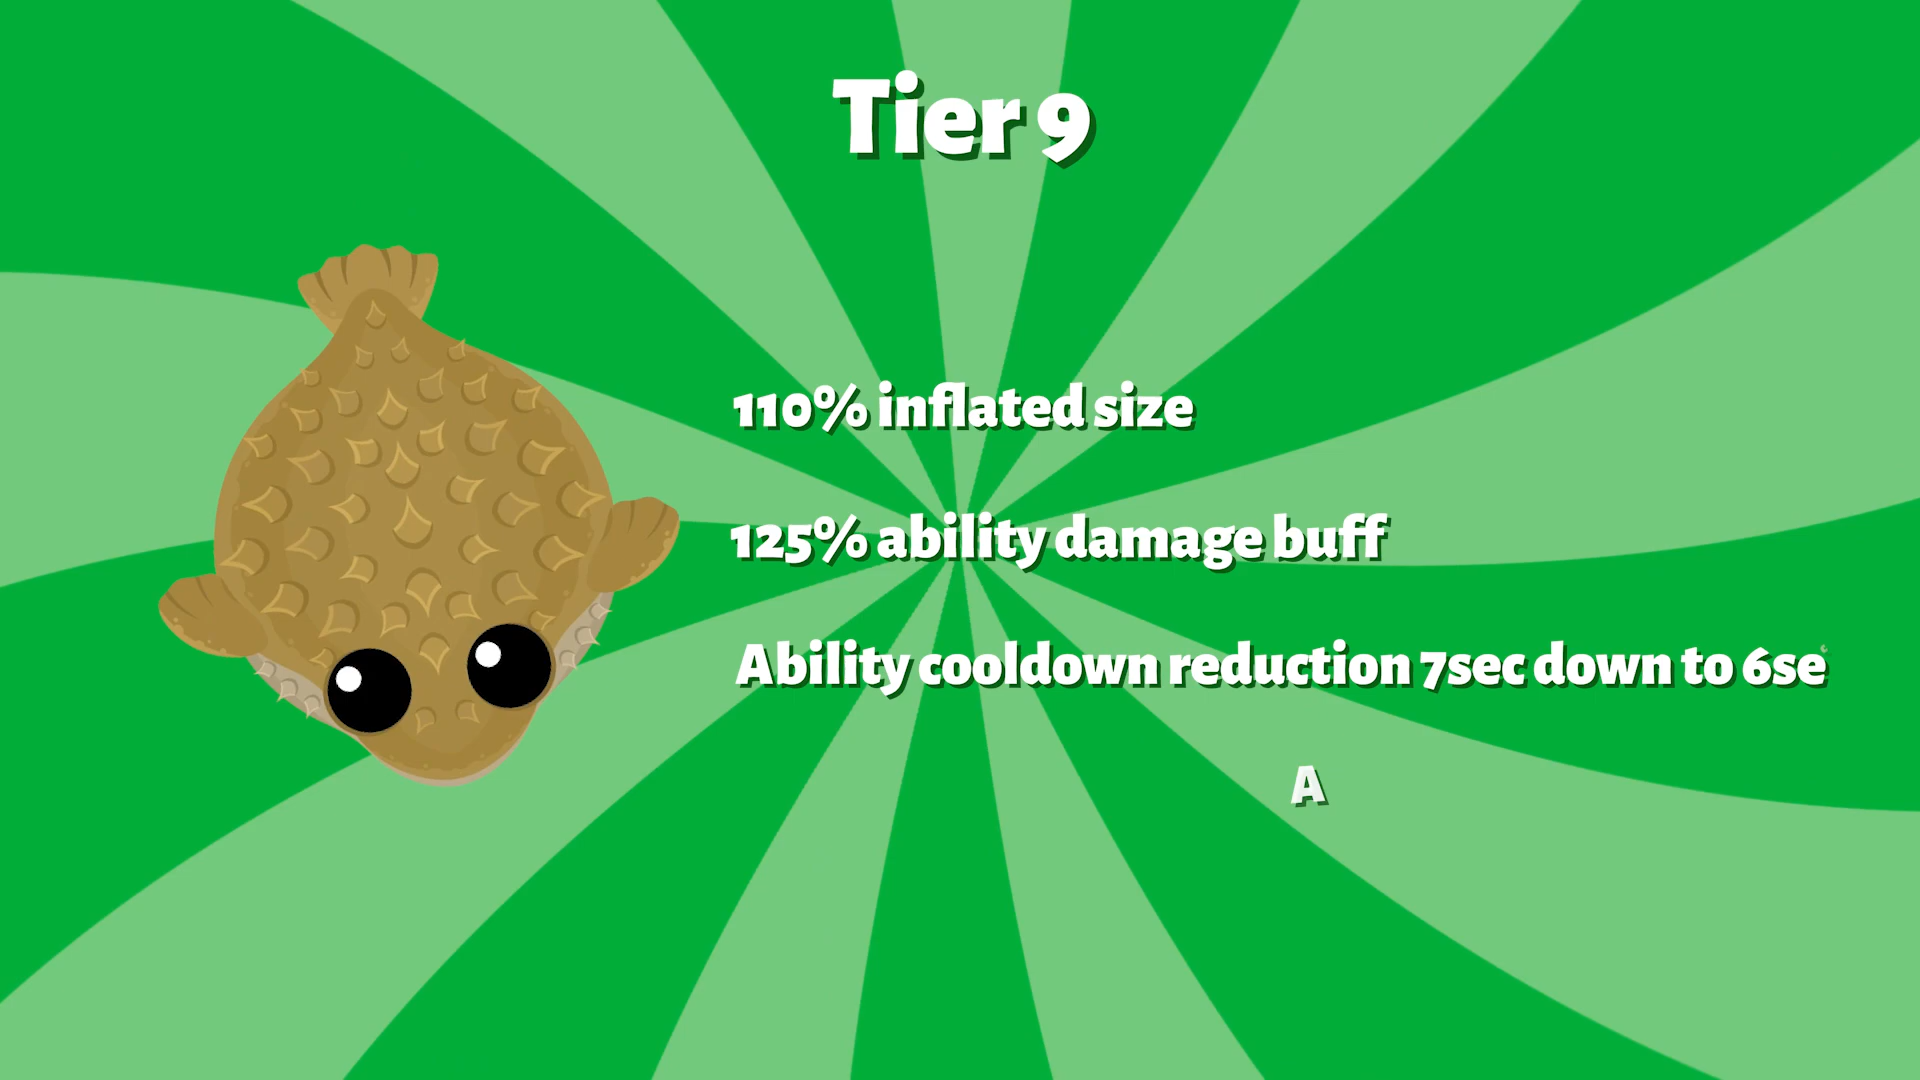 Tier 9
110% inflated size
125% ability damage buff
Ability cooldown reduction 7sec down to 6se
A